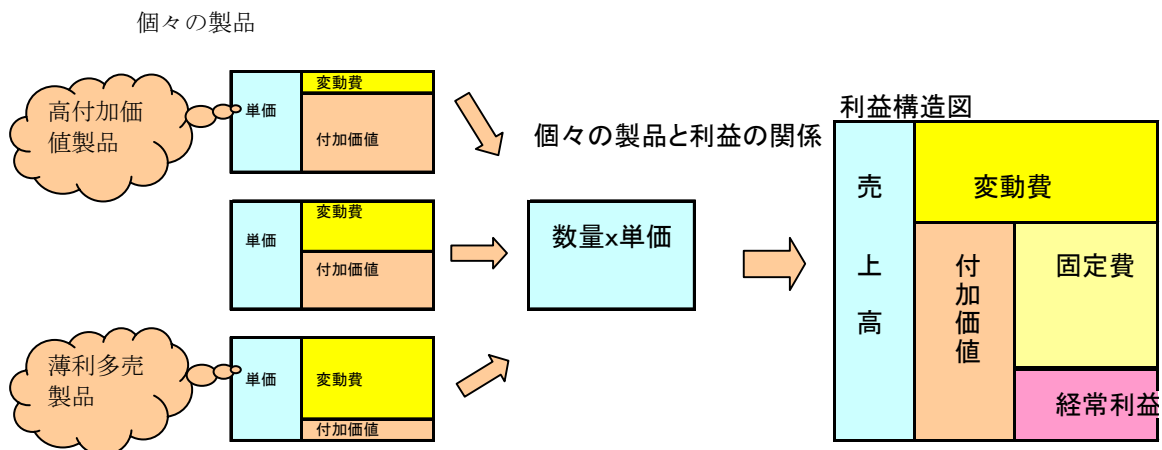 個々の製品
高付加価
値製品
単価
変動費
付加価値
単価
変動費
付加価値
薄利多売
製品
単価
変動費
付加価値
個々の製品と利益の関係
数量x単価
利益構造図
売上高
変動費
付加価値
固定費
経常利益